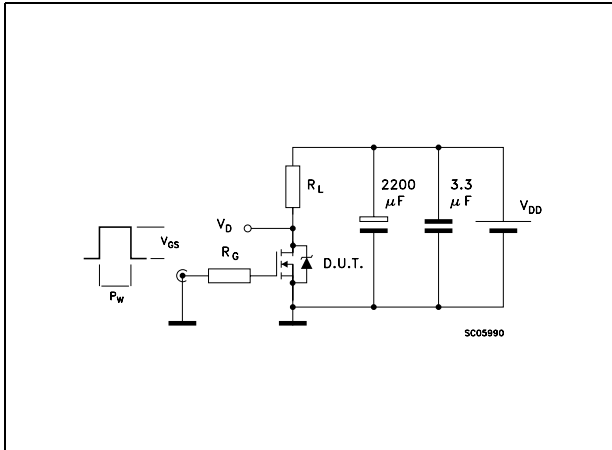 2200
μF
3.3
μF
R_L
V_DD
V_D
V_GS
R_G
D.U.T.
P_W
SC05990